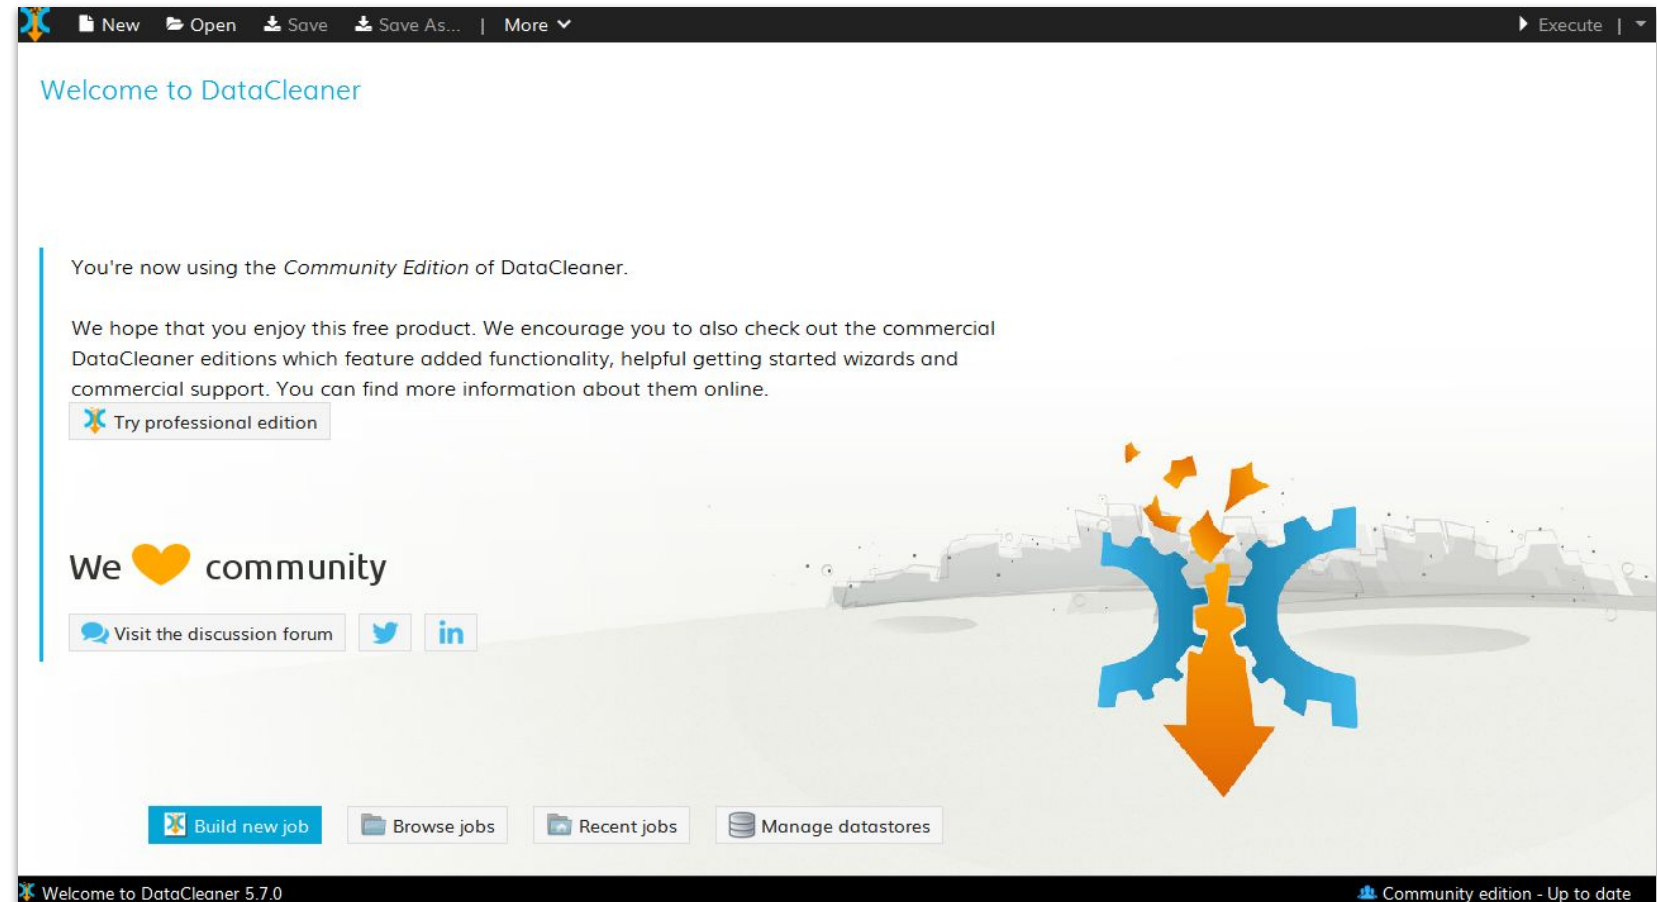 New Open Save Save As... | More Execute |
Welcome to DataCleaner
You're now using the Community Edition of DataCleaner.
We hope that you enjoy this free product. We encourage you to also check out the commercial
DataCleaner editions which feature added functionality, helpful getting started wizards and
commercial support. You can find more information about them online.
Try professional edition
We community
Visit the discussion forum in
Build new job Browse jobs Recent jobs Manage datastores
Welcome to DataCleaner 5.7.0 Community edition - Up to date